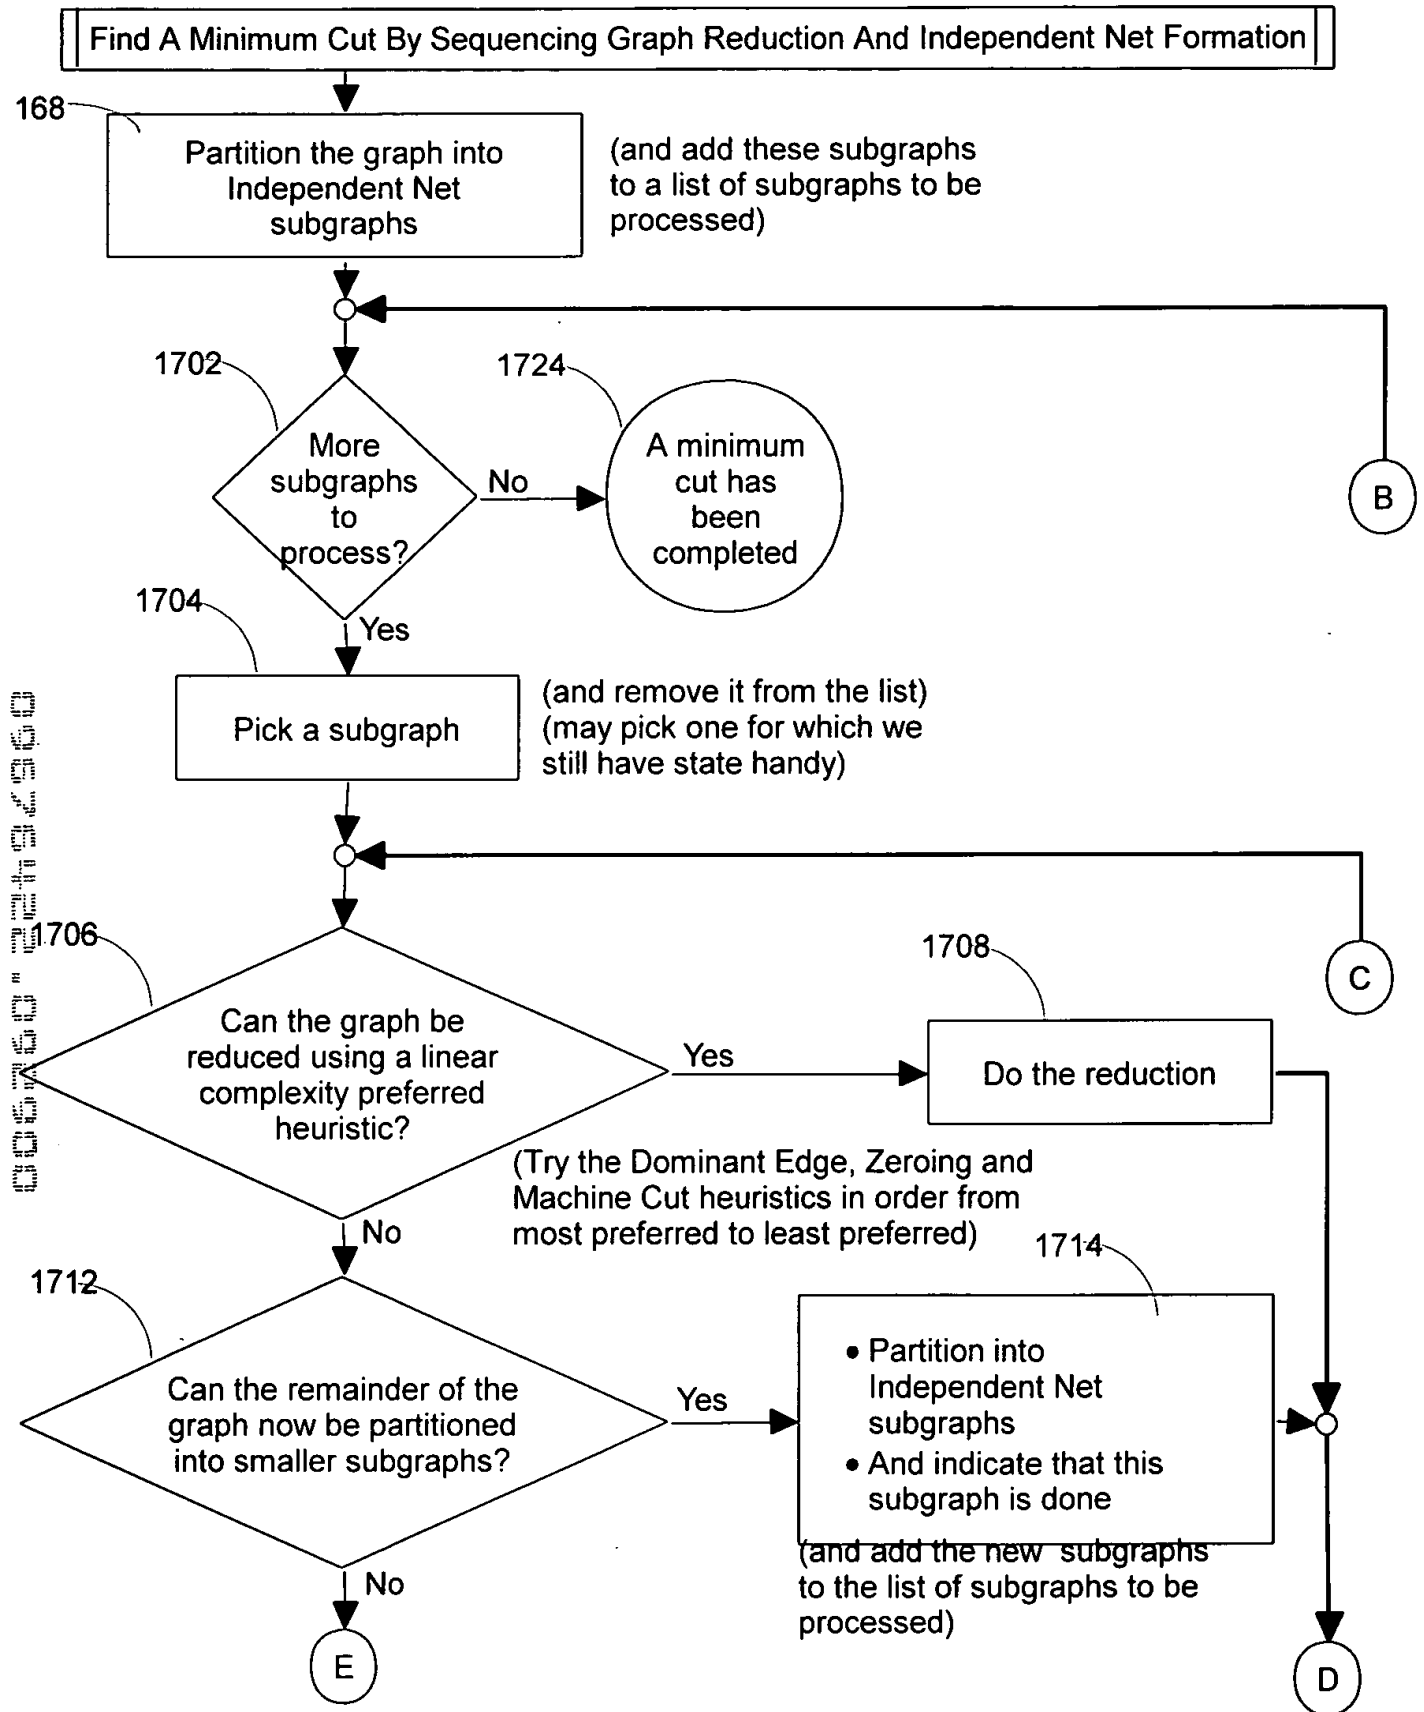 Find A Minimum Cut By Sequencing Graph Reduction And Independent Net Formation
168
Partition the graph into
Independent Net
subgraphs
(and add these subgraphs
to a list of subgraphs to be
processed)
1702
1724
More
subgraphs
to
process?
No
A minimum
cut has
been
completed
B
1704
Yes
Pick a subgraph
(and remove it from the list)
(may pick one for which we
still have state handy)
1706
1708
C
Can the graph be
reduced using a linear
complexity preferred
heuristic?
Yes
Do the reduction
(Try the Dominant Edge, Zeroing and
Machine Cut heuristics in order from
most preferred to least preferred)
No
1712
1714
Can the remainder of the
graph now be partitioned
into smaller subgraphs?
Yes
• Partition into
Independent Net
subgraphs
• And indicate that this
subgraph is done
(and add the new subgraphs
to the list of subgraphs to be
processed)
No
E
D